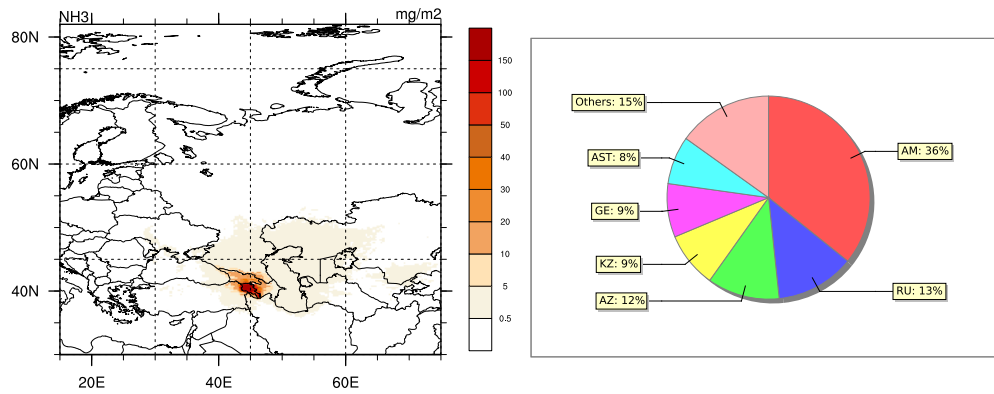 NH3
mg/m2
80N
60N
40N
20E
40E
60E
150
100
50
40
30
20
10
5
0.5
Others: 15%
AM: 36%
AST: 8%
GE: 9%
KZ: 9%
RU: 13%
AZ: 12%